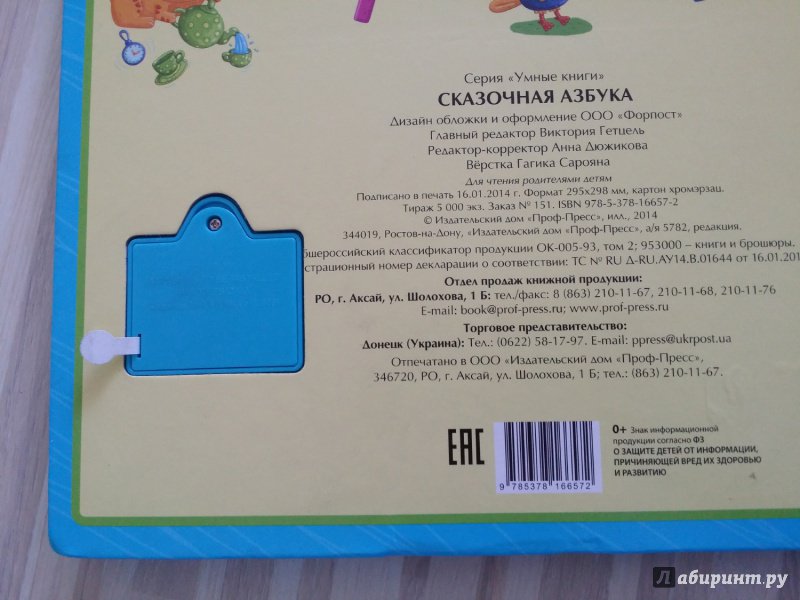 Серия «Умные книги»
СКАЗОЧНАЯ АЗБУКА
Дизайн обложки и оформление ООО «Форпост»
Главный редактор Виктория Гетцель
Редактор-корректор Анна Дюжикова
Вёрстка Гагика Сарояна
Для чтения родителями детям
Подписано в печать 16.01.2014 г. Формат 295х298 мм, картон хромэрзац.
Тираж 5 000 экз. Заказ № 151. ISBN 978-5-378-16657-2
© Издательский дом «Проф-Пресс», илл., 2014
344019, Ростов-на-Дону, «Издательский дом «Проф-Пресс», а/я 5782, редакция.
бщероссийский классификатор продукции ОК-005-93, том 2; 953000 – книги и брошюры.
страционный номер декларации о соответствии: ТС № RU Д-RU.АУ14.В.01644 от 16.01.201
Отдел продаж книжной продукции:
РО, г. Аксай, ул. Шолохова, 1 Б: тел./факс: 8 (863) 210-11-67, 210-11-68, 210-11-76
E-mail: book@prof-press.ru; www.prof-press.ru
Торговое представительство:
Донецк (Украина): Тел.: (0622) 58-17-97. E-mail: ppress@ukrpost.ua
Отпечатано в ООО «Издательский дом «Проф-Пресс»,
346720, РО, г. Аксай, ул. Шолохова, 1 Б; тел.: (863) 210-11-67.
ЕАС
9 785378 166572
0+ Знак информационной
продукции согласно ФЗ
О ЗАЩИТЕ ДЕТЕЙ ОТ ИНФОРМАЦИИ,
ПРИЧИНЯЮЩЕЙ ВРЕД ИХ ЗДОРОВЬЮ
И РАЗВИТИЮ
Лабиринт.ру